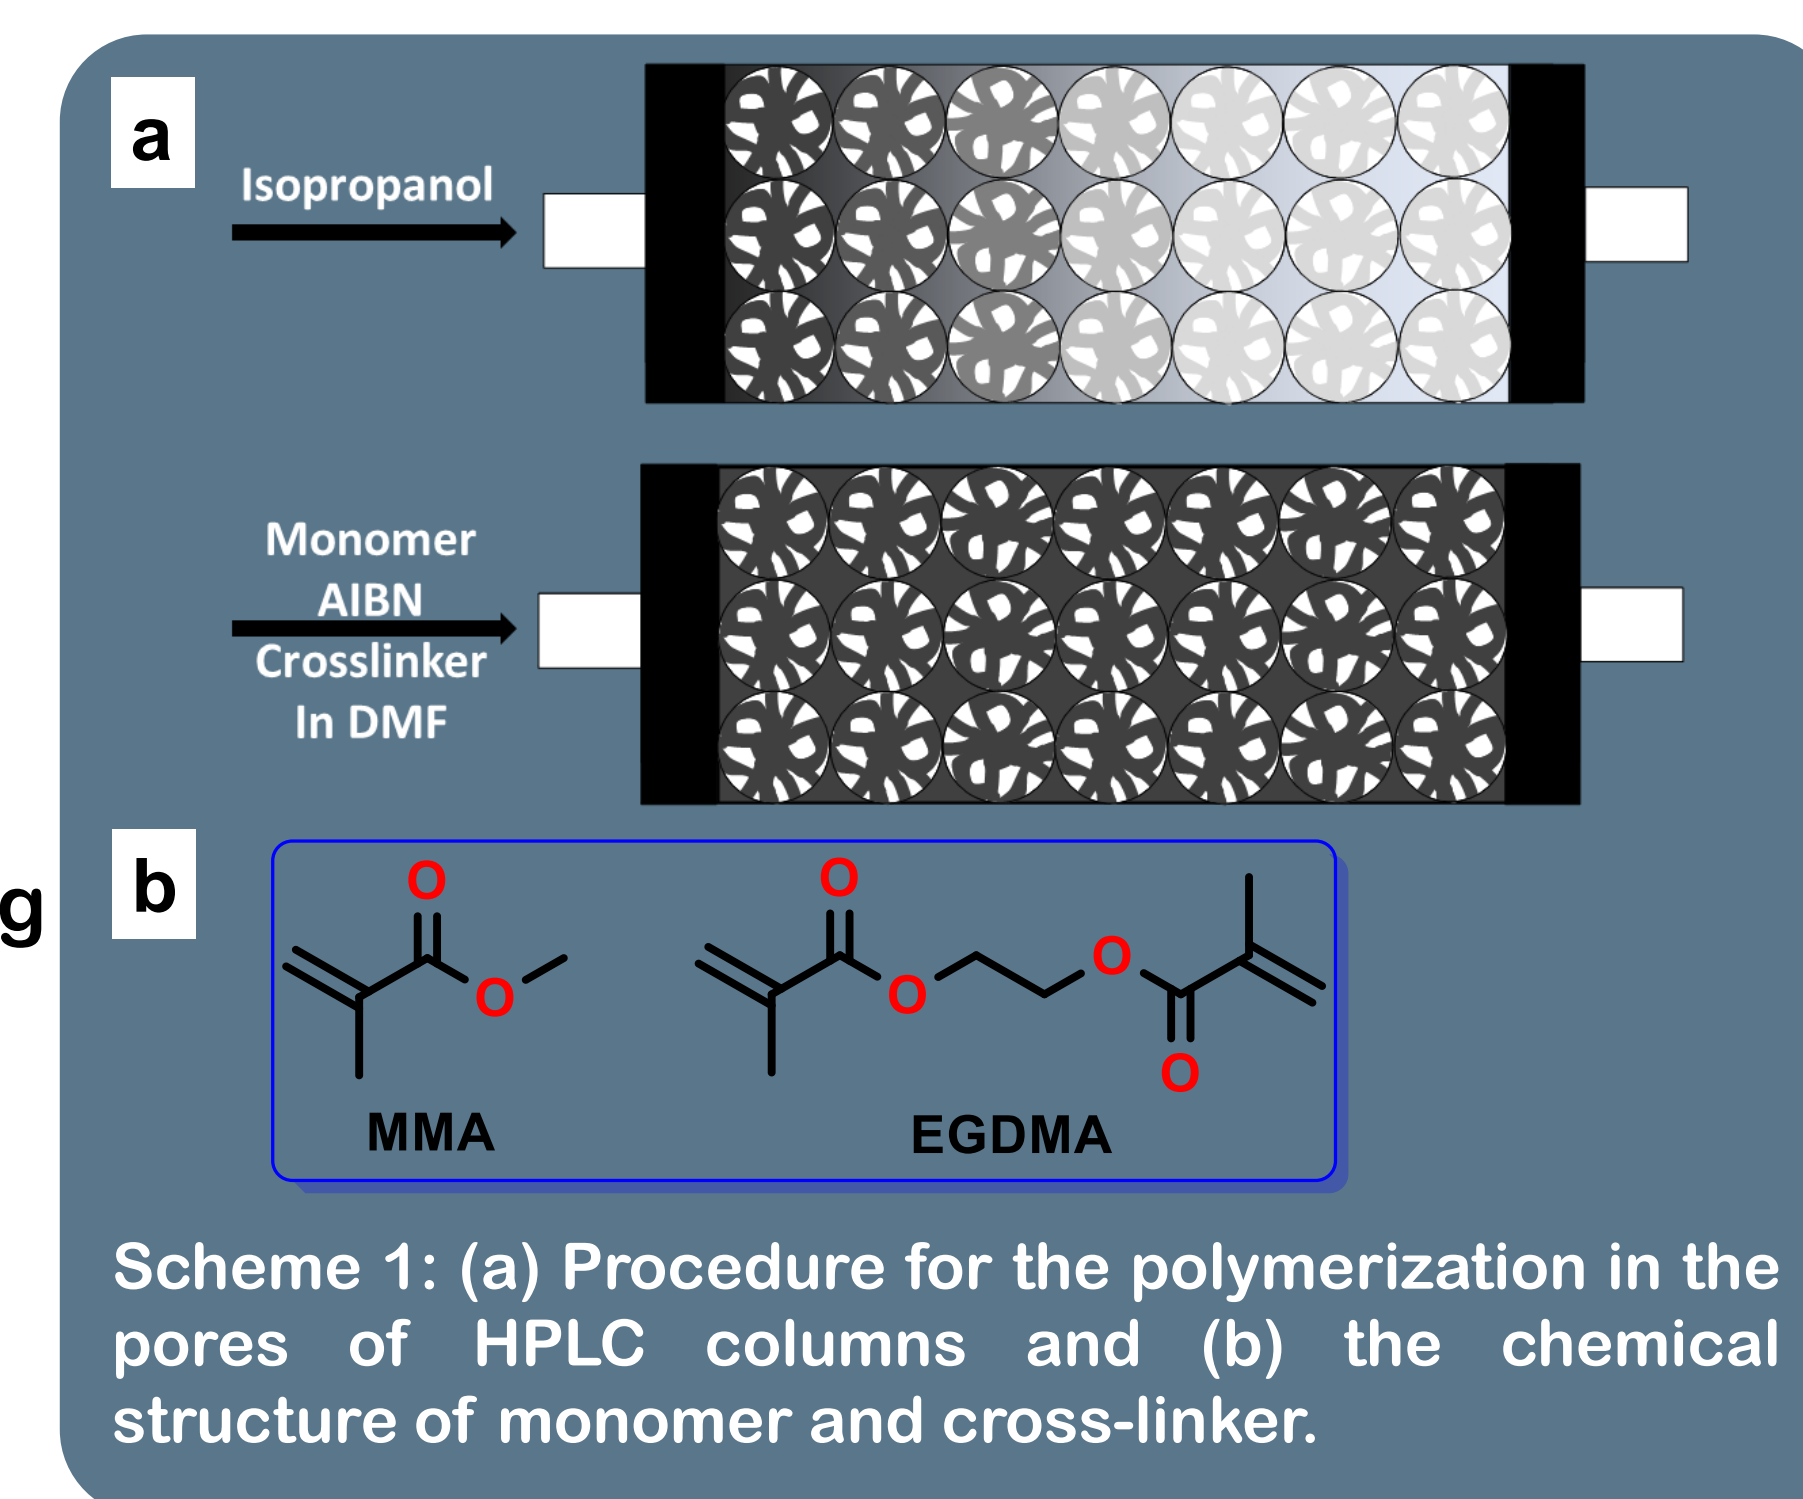 a
Isopropanol
Monomer
AIBN
Crosslinker
In DMF
g
b
O
O
O
O
O
O
MMA
EGDMA
Scheme 1: (a) Procedure for the polymerization in the
pores of HPLC columns and (b) the chemical
structure of monomer and cross-linker.